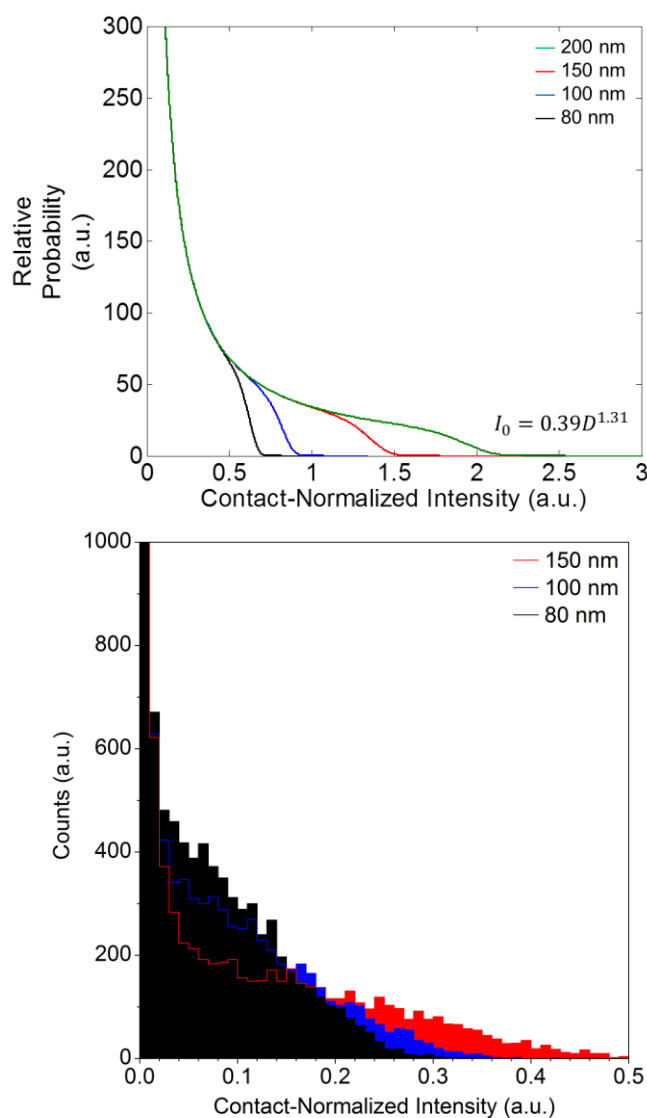 300
250
200
150
100
50
0
Relative
Probability
(a.u.)
200 nm
150 nm
100 nm
80 nm
I₀ = 0.39D^1.31
0 0.5 1 1.5 2 2.5 3
Contact-Normalized Intensity (a.u.)
1000
800
600
400
200
0
Counts (a.u.)
150 nm
100 nm
80 nm
0.0 0.1 0.2 0.3 0.4 0.5
Contact-Normalized Intensity (a.u.)